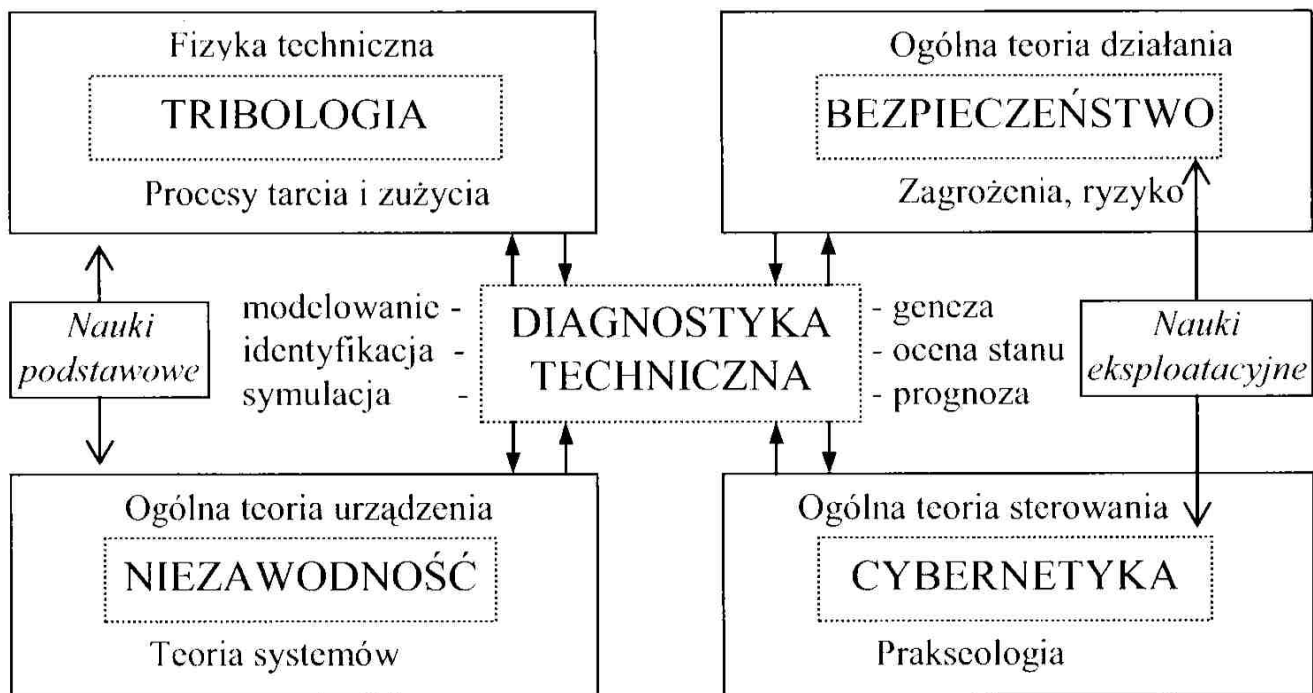 Fizyka techniczna
TRIBOLOGIA
Procesy tarcia i zużycia
Ogólna teoria działania
BEZPIECZEŃSTWO
Zagrożenia, ryzyko
Nauki
podstawowe
modelowanie -
identyfikacja -
symulacja -
DIAGNOSTYKA
TECHNICZNA
- geneza
- ocena stanu
- prognoza
Nauki
eksploatacyjne
Ogólna teoria urządzenia
NIEZAWODNOŚĆ
Teoria systemów
Ogólna teoria sterowania
CYBERNETYKA
Prakseologia